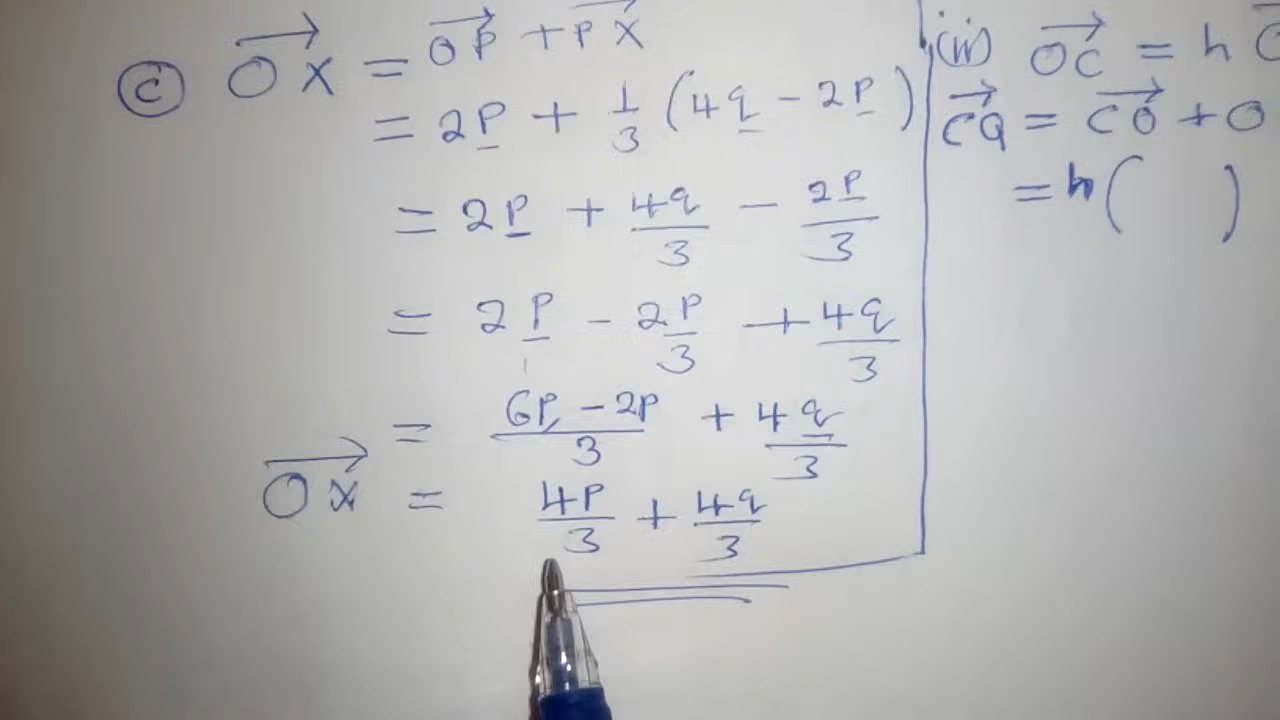 (c) →OX = →OP + →PX
= 2p + 1/3 (4q - 2p)
= 2p + 4q/3 - 2p/3
= 2p - 2p/3 + 4q/3
= 6p - 2p/3 + 4q/3
→OX = 4p/3 + 4q/3
(iii) →OC = h
→CQ = →CO + O
= h( )